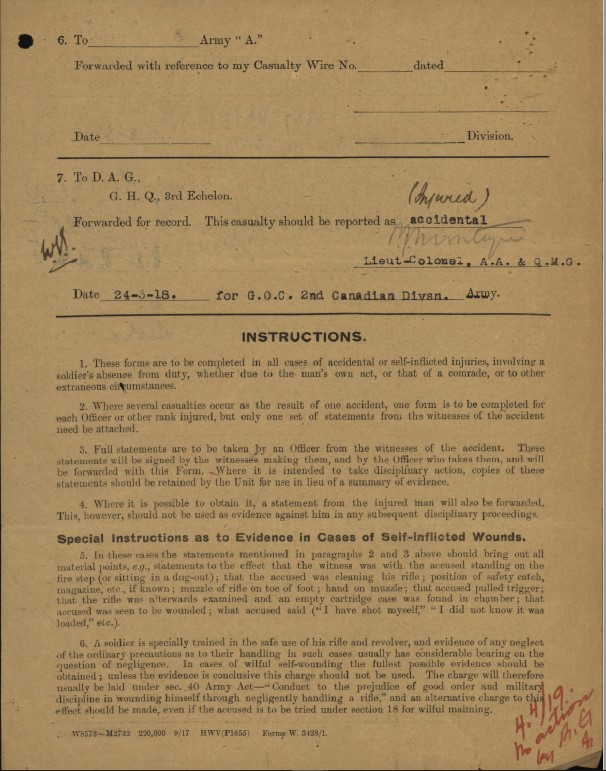 6. To Army "A."
Forwarded with reference to my Casualty Wire No. dated
Date Division.
7. To D. A. G.,
G. H. Q., 3rd Echelon.
(Injured)
Forwarded for record. This casualty should be reported as accidental
Lieut-Colonel, A.A. & Q.M.G.
Date 24-3-18. for G.O.C. 2nd Canadian Divsn. Army.
INSTRUCTIONS.
1. These forms are to be completed in all cases of accidental or self-inflicted injuries, involving a
soldier's absence from duty, whether due to the man's own act, or that of a comrade, or to other
extraneous circumstances.
2. Where several casualties occur as the result of one accident, one form is to be completed for
each Officer or other rank injured, but only one set of statements from the witnesses of the accident
need be attached.
3. Full statements are to be taken by an Officer from the witnesses of the accident. These
statements will be signed by the witnesses making them, and by the Officer who takes them, and will
be forwarded with this Form. Where it is intended to take disciplinary action, copies of these
statements should be retained by the Unit for use in lieu of a summary of evidence.
4. Where it is possible to obtain it, a statement from the injured man will also be forwarded.
This, however, should not be used as evidence against him in any subsequent disciplinary proceedings.
Special Instructions as to Evidence in Cases of Self-Inflicted Wounds.
5. In these cases the statements mentioned in paragraphs 2 and 3 above should bring out all
material points, e.g., statements to the effect that the witness was with the accused standing on the
fire step (or sitting in a dug-out); that the accused was cleaning his rifle; position of safety catch,
magazine, etc., if known; muzzle of rifle on toe of foot; hand on muzzle; that accused pulled trigger;
that the rifle was afterwards examined and an empty cartridge case was found in chamber; that
accused was seen to be wounded; what accused said ("I have shot myself," "I did not know it was
loaded," etc.).
6. A soldier is specially trained in the safe use of his rifle and revolver, and evidence of any neglect
of the ordinary precautions as to their handling in such cases usually has considerable bearing on the
question of negligence. In cases of wilful self-wounding the fullest possible evidence should be
obtained; unless the evidence is conclusive this charge should not be used. The charge will therefore
usually be laid under sec. 40 Army Act—"Conduct to the prejudice of good order and military
discipline in wounding himself through negligently handling a rifle," and an alternative charge to this
effect should be made, even if the accused is to be tried under section 18 for wilful maiming.
4.4/19.
No action
by A.G
W8573—M2732 200,000 9/17 HWV(P1655) Forms W. 3428/1.